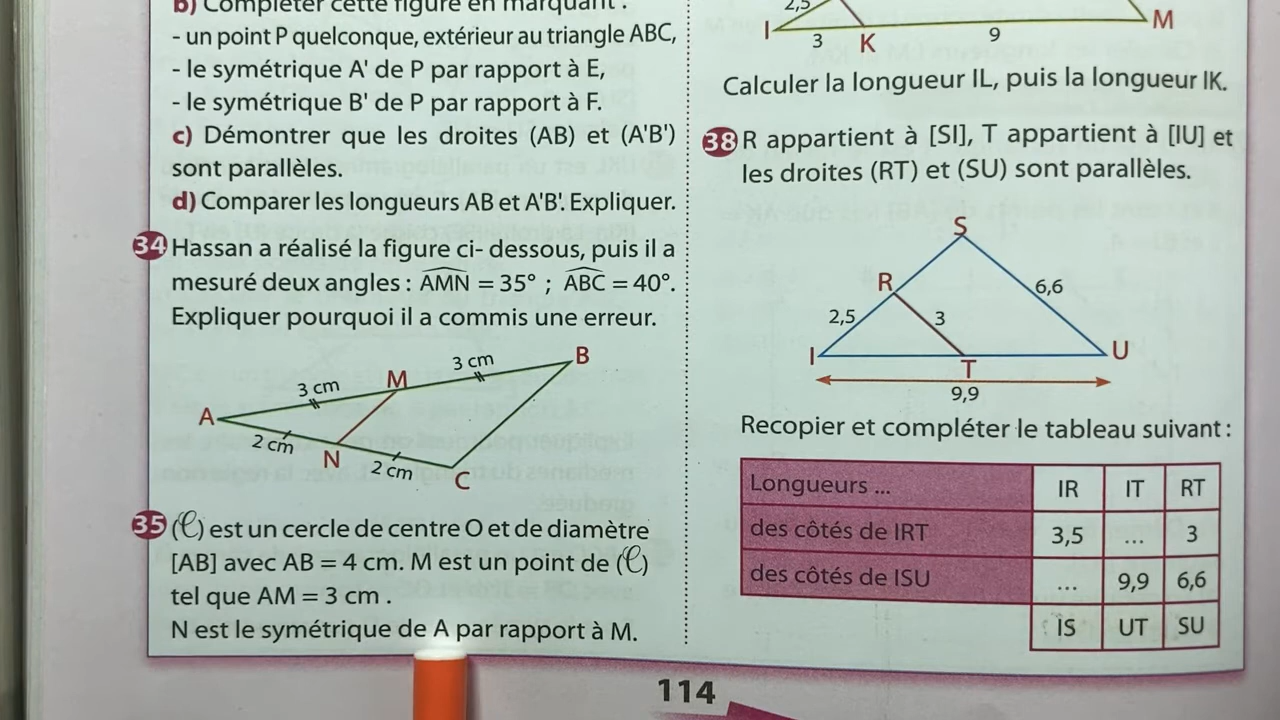 b) Compléter cette figure en marquant :
- un point P quelconque, extérieur au triangle ABC,
- le symétrique A' de P par rapport à E,
- le symétrique B' de P par rapport à F.
c) Démontrer que les droites (AB) et (A'B')
sont parallèles.
d) Comparer les longueurs AB et A'B'. Expliquer.
34 Hassan a réalisé la figure ci- dessous, puis il a
mesuré deux angles : AMN = 35° ; ABC = 40°.
Expliquer pourquoi il a commis une erreur.
A
3 cm
M
3 cm
B
2 cm
N
2 cm
C
35 (𝒞) est un cercle de centre O et de diamètre
[AB] avec AB = 4 cm. M est un point de (𝒞)
tel que AM = 3 cm .
N est le symétrique de A par rapport à M.
2,5
I
3
K
9
M
Calculer la longueur IL, puis la longueur IK.
38 R appartient à [SI], T appartient à [IU] et
les droites (RT) et (SU) sont parallèles.
S
R
6,6
2,5
3
I
T
U
9,9
Recopier et compléter le tableau suivant :
Longueurs ... IR IT RT
des côtés de IRT 3,5 ... 3
des côtés de ISU ... 9,9 6,6
IS UT SU
114